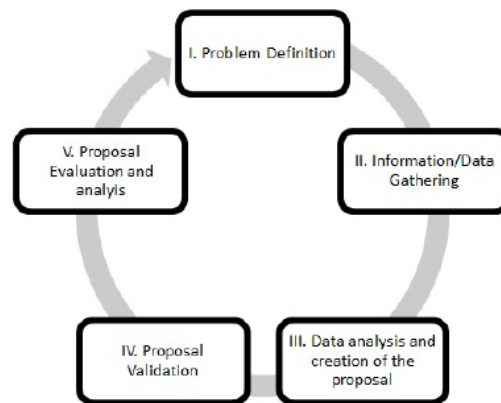 I. Problem Definition
II. Information/Data
Gathering
III. Data analysis and
creation of the
proposal
IV. Proposal
Validation
V. Proposal
Evaluation and
analyis